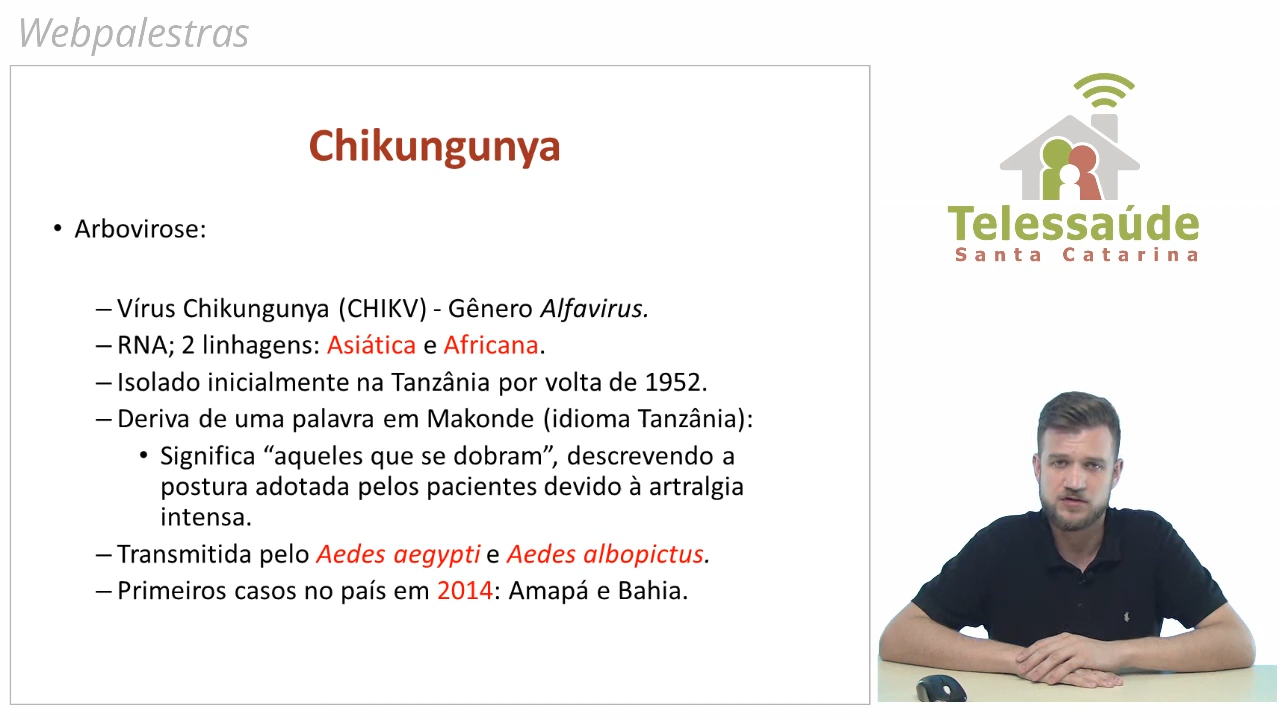 Webpalestras
Chikungunya
• Arbovirose:
– Vírus Chikungunya (CHIKV) - Gênero Alfavirus.
– RNA; 2 linhagens: Asiática e Africana.
– Isolado inicialmente na Tanzânia por volta de 1952.
– Deriva de uma palavra em Makonde (idioma Tanzânia):
• Significa “aqueles que se dobram”, descrevendo a
postura adotada pelos pacientes devido à artralgia
intensa.
– Transmitida pelo Aedes aegypti e Aedes albopictus.
– Primeiros casos no país em 2014: Amapá e Bahia.
Telessaúde
Santa Catarina